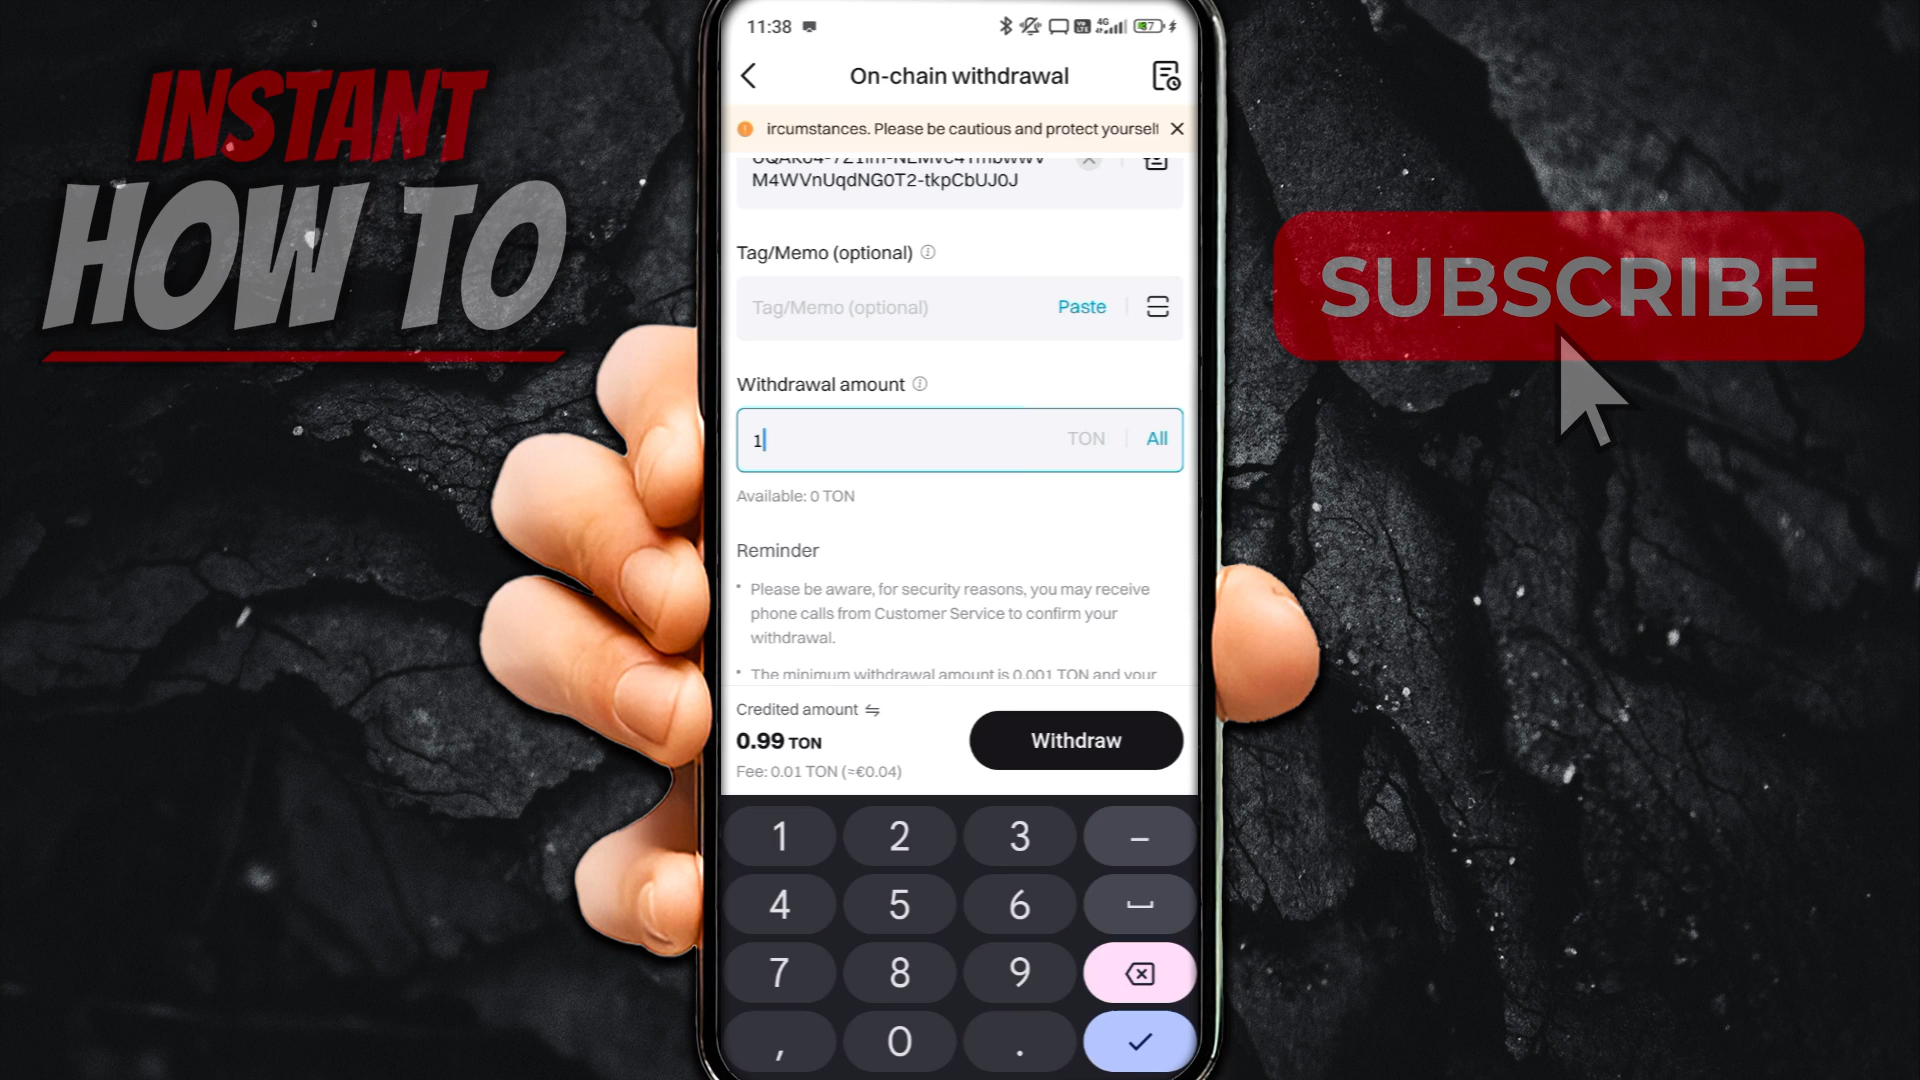 INSTANT
HOW TO
SUBSCRIBE
11:38
4G
37
On-chain withdrawal
ircumstances. Please be cautious and protect yourself
M4WVnUqdNG0T2-tkpCbUJ0J
Tag/Memo (optional)
Tag/Memo (optional) Paste
Withdrawal amount
1 TON All
Available: 0 TON
Reminder
• Please be aware, for security reasons, you may receive
phone calls from Customer Service to confirm your
withdrawal.
• The minimum withdrawal amount is 0.001 TON and your
Credited amount
0.99 TON
Withdraw
Fee: 0.01 TON (≈€0.04)
1 2 3 –
4 5 6
7 8 9
, 0 .